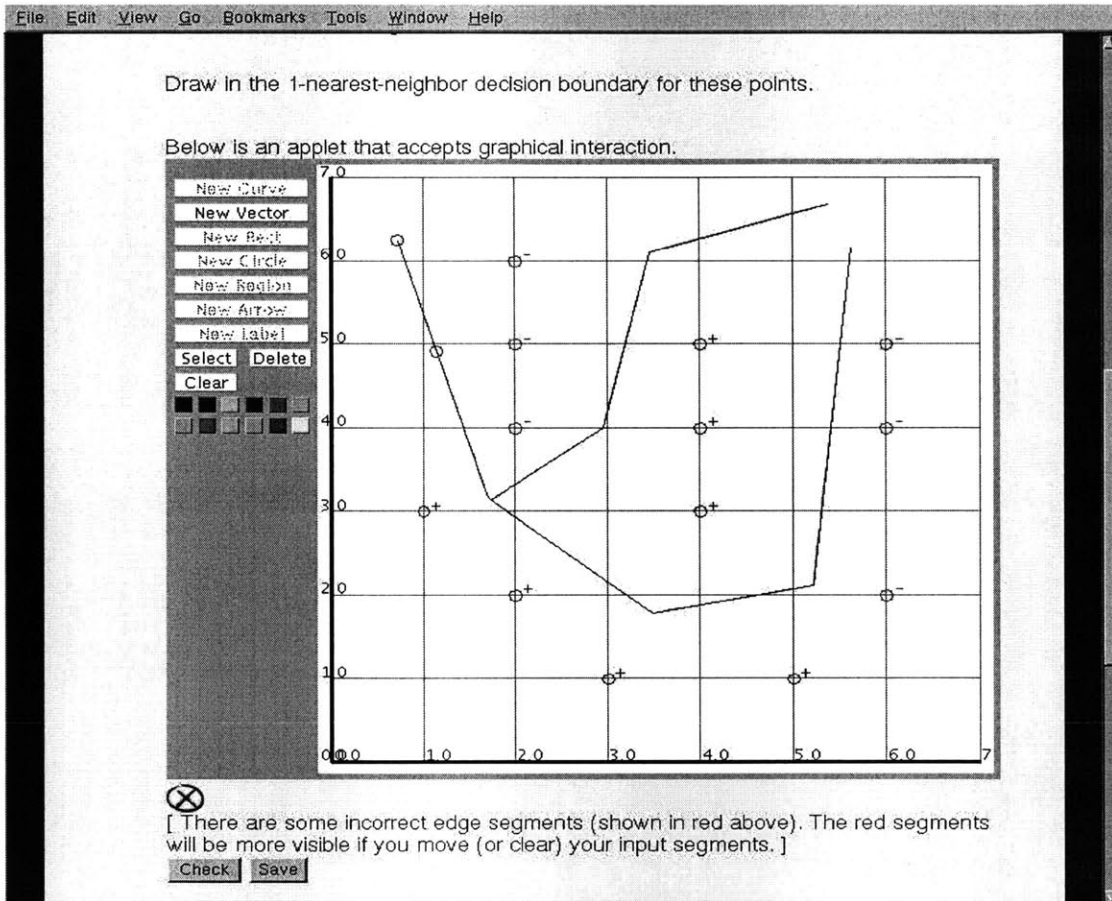 File Edit View Go Bookmarks Tools Window Help
Draw in the 1-nearest-neighbor decision boundary for these points.
Below is an applet that accepts graphical interaction.
New Curve
New Vector
New Rect
New Circle
New Region
New Arrow
New Label
Select Delete
Clear
7.0
6.0 -
5.0 - + -
4.0 - + -
3.0 + +
2.0 + -
1.0 + +
0.0 0.0 1.0 2.0 3.0 4.0 5.0 6.0 7
[ There are some incorrect edge segments (shown in red above). The red segments
will be more visible if you move (or clear) your input segments. ]
Check Save